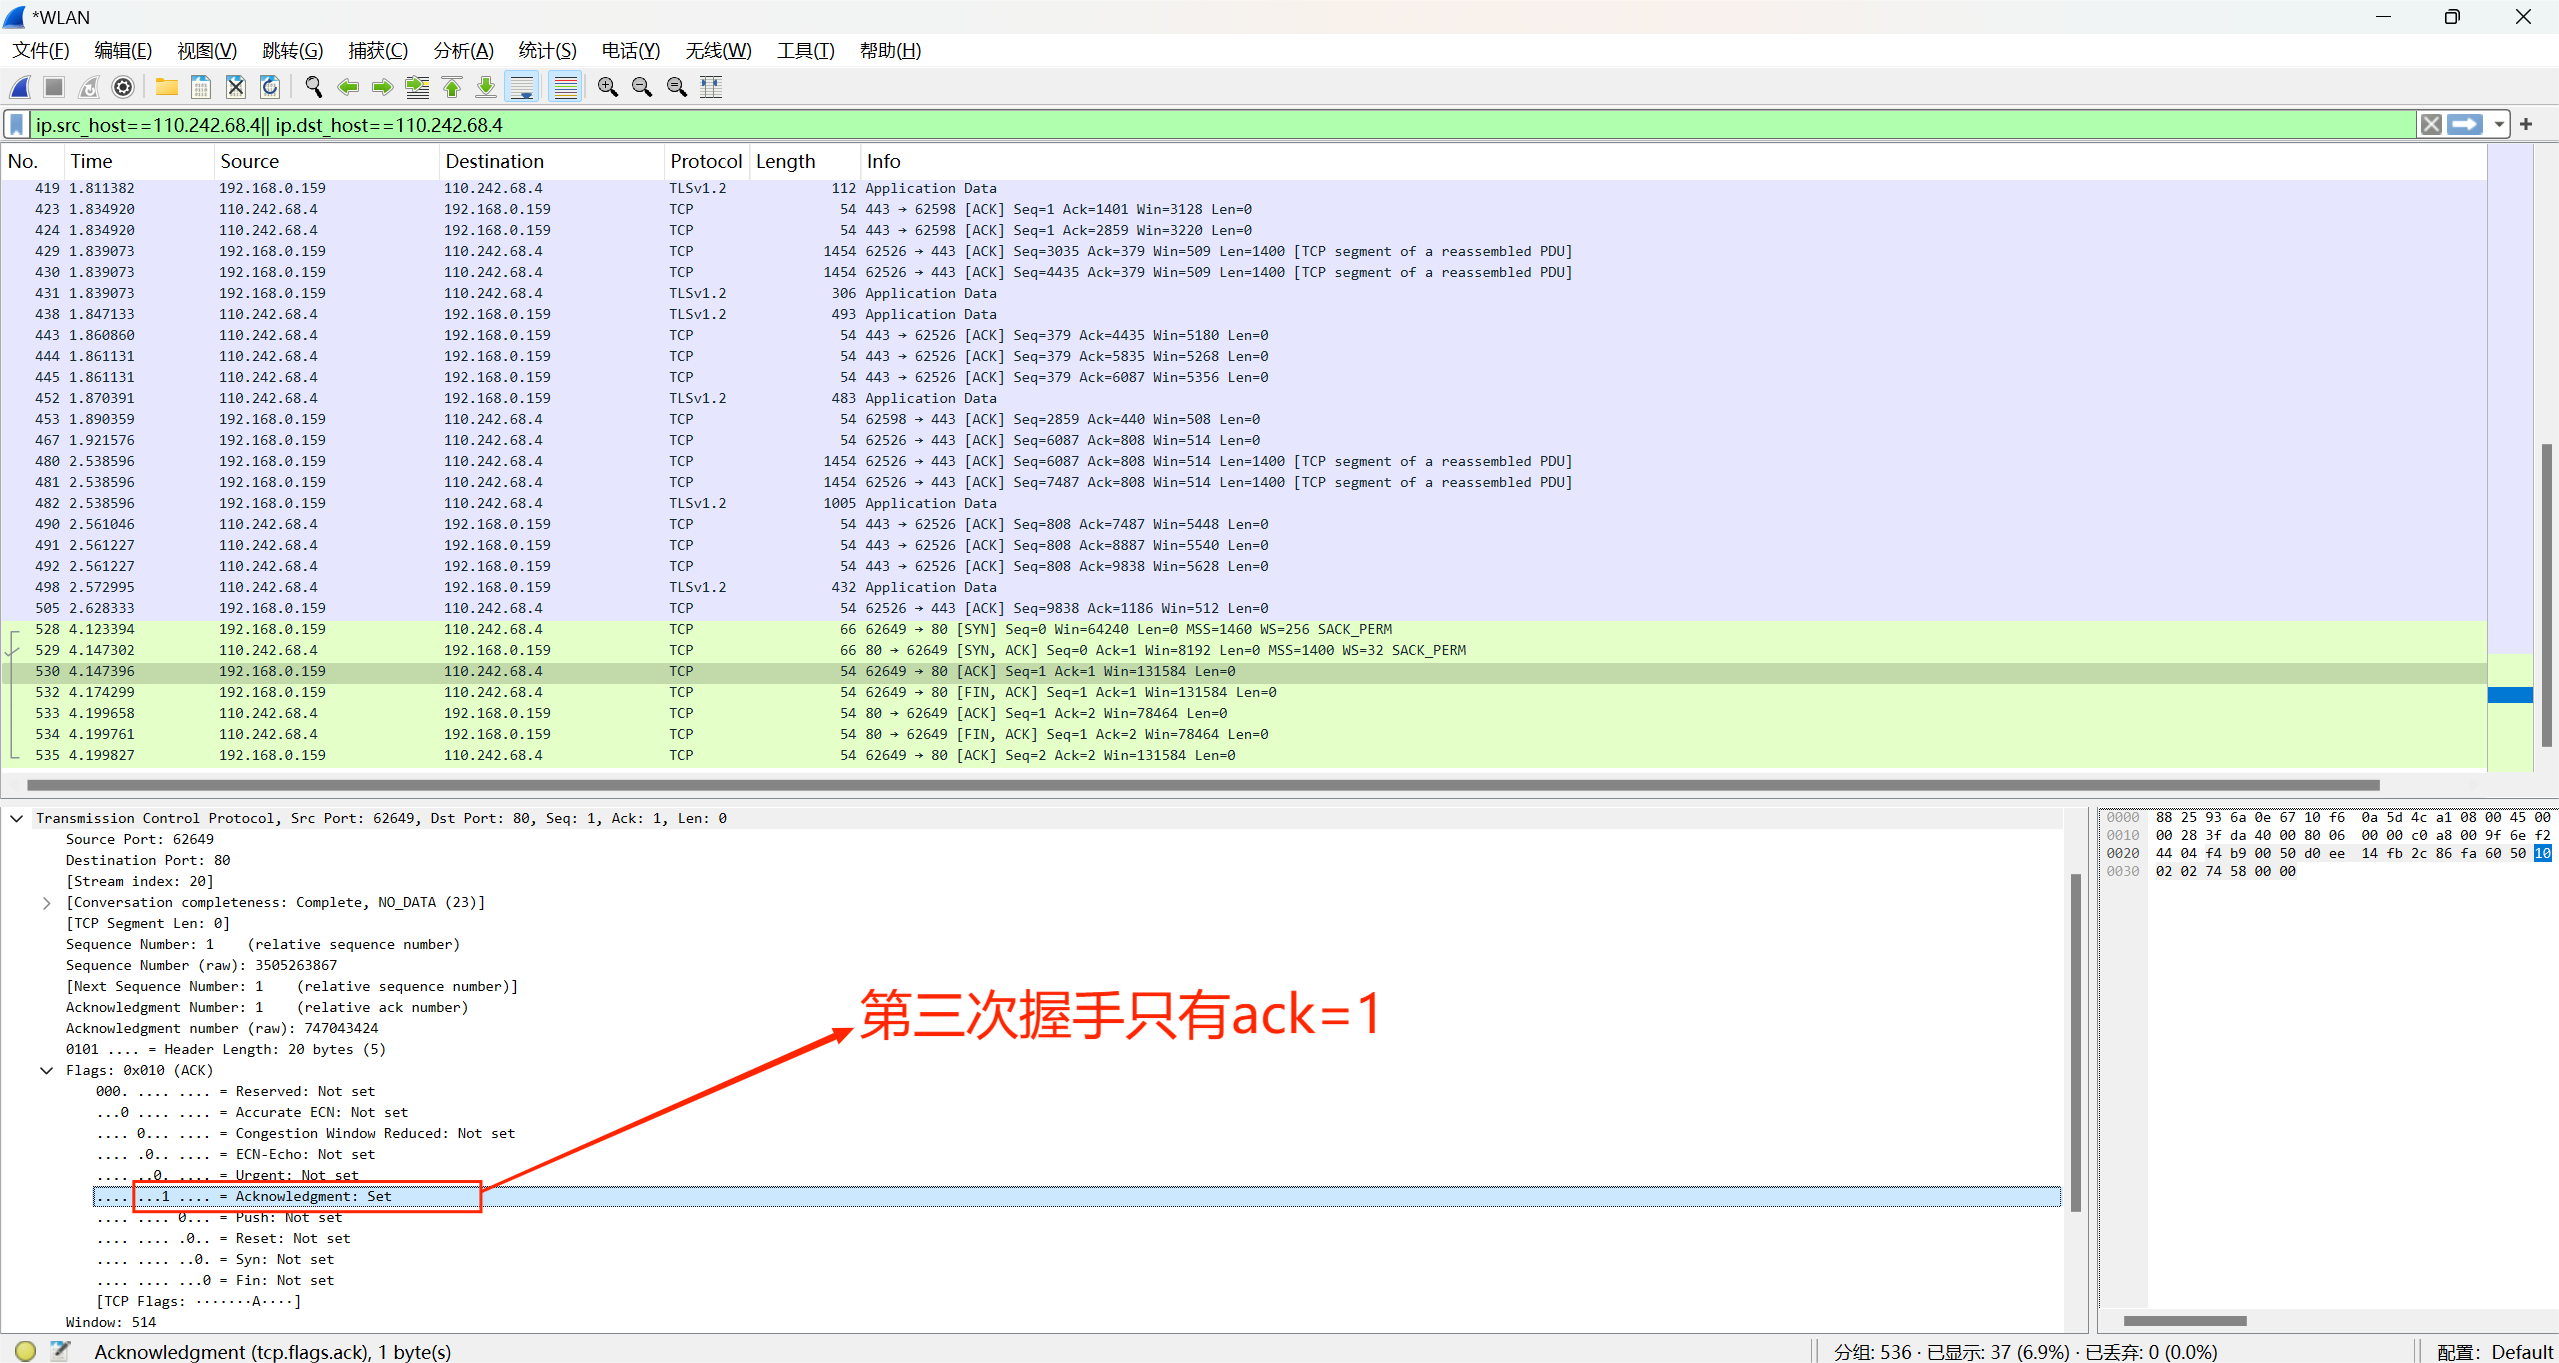 *WLAN
文件(F) 编辑(E) 视图(V) 跳转(G) 捕获(C) 分析(A) 统计(S) 电话(Y) 无线(W) 工具(T) 帮助(H)
ip.src_host==110.242.68.4|| ip.dst_host==110.242.68.4
No. Time Source Destination Protocol Length Info
419 1.811382 192.168.0.159 110.242.68.4 TLSv1.2 112 Application Data
423 1.834920 110.242.68.4 192.168.0.159 TCP 54 443 → 62598 [ACK] Seq=1 Ack=1401 Win=3128 Len=0
424 1.834920 110.242.68.4 192.168.0.159 TCP 54 443 → 62598 [ACK] Seq=1 Ack=2859 Win=3220 Len=0
429 1.839073 192.168.0.159 110.242.68.4 TCP 1454 62526 → 443 [ACK] Seq=3035 Ack=379 Win=509 Len=1400 [TCP segment of a reassembled PDU]
430 1.839073 192.168.0.159 110.242.68.4 TCP 1454 62526 → 443 [ACK] Seq=4435 Ack=379 Win=509 Len=1400 [TCP segment of a reassembled PDU]
431 1.839073 192.168.0.159 110.242.68.4 TLSv1.2 306 Application Data
438 1.847133 110.242.68.4 192.168.0.159 TLSv1.2 493 Application Data
443 1.860860 110.242.68.4 192.168.0.159 TCP 54 443 → 62526 [ACK] Seq=379 Ack=4435 Win=5180 Len=0
444 1.861131 110.242.68.4 192.168.0.159 TCP 54 443 → 62526 [ACK] Seq=379 Ack=5835 Win=5268 Len=0
445 1.861131 110.242.68.4 192.168.0.159 TCP 54 443 → 62526 [ACK] Seq=379 Ack=6087 Win=5356 Len=0
452 1.870391 110.242.68.4 192.168.0.159 TLSv1.2 483 Application Data
453 1.890359 192.168.0.159 110.242.68.4 TCP 54 62598 → 443 [ACK] Seq=2859 Ack=440 Win=508 Len=0
467 1.921576 192.168.0.159 110.242.68.4 TCP 54 62526 → 443 [ACK] Seq=6087 Ack=808 Win=514 Len=0
480 2.538596 192.168.0.159 110.242.68.4 TCP 1454 62526 → 443 [ACK] Seq=6087 Ack=808 Win=514 Len=1400 [TCP segment of a reassembled PDU]
481 2.538596 192.168.0.159 110.242.68.4 TCP 1454 62526 → 443 [ACK] Seq=7487 Ack=808 Win=514 Len=1400 [TCP segment of a reassembled PDU]
482 2.538596 192.168.0.159 110.242.68.4 TLSv1.2 1005 Application Data
490 2.561046 110.242.68.4 192.168.0.159 TCP 54 443 → 62526 [ACK] Seq=808 Ack=7487 Win=5448 Len=0
491 2.561227 110.242.68.4 192.168.0.159 TCP 54 443 → 62526 [ACK] Seq=808 Ack=8887 Win=5540 Len=0
492 2.561227 110.242.68.4 192.168.0.159 TCP 54 443 → 62526 [ACK] Seq=808 Ack=9838 Win=5628 Len=0
498 2.572995 110.242.68.4 192.168.0.159 TLSv1.2 432 Application Data
505 2.628333 192.168.0.159 110.242.68.4 TCP 54 62526 → 443 [ACK] Seq=9838 Ack=1186 Win=512 Len=0
528 4.123394 192.168.0.159 110.242.68.4 TCP 66 62649 → 80 [SYN] Seq=0 Win=64240 Len=0 MSS=1460 WS=256 SACK_PERM
529 4.147302 110.242.68.4 192.168.0.159 TCP 66 80 → 62649 [SYN, ACK] Seq=0 Ack=1 Win=8192 Len=0 MSS=1400 WS=32 SACK_PERM
530 4.147396 192.168.0.159 110.242.68.4 TCP 54 62649 → 80 [ACK] Seq=1 Ack=1 Win=131584 Len=0
532 4.174299 192.168.0.159 110.242.68.4 TCP 54 62649 → 80 [FIN, ACK] Seq=1 Ack=1 Win=131584 Len=0
533 4.199658 110.242.68.4 192.168.0.159 TCP 54 80 → 62649 [ACK] Seq=1 Ack=2 Win=78464 Len=0
534 4.199761 110.242.68.4 192.168.0.159 TCP 54 80 → 62649 [FIN, ACK] Seq=1 Ack=2 Win=78464 Len=0
535 4.199827 192.168.0.159 110.242.68.4 TCP 54 62649 → 80 [ACK] Seq=2 Ack=2 Win=131584 Len=0
Transmission Control Protocol, Src Port: 62649, Dst Port: 80, Seq: 1, Ack: 1, Len: 0
Source Port: 62649
Destination Port: 80
[Stream index: 20]
[Conversation completeness: Complete, NO_DATA (23)]
[TCP Segment Len: 0]
Sequence Number: 1 (relative sequence number)
Sequence Number (raw): 3505263867
[Next Sequence Number: 1 (relative sequence number)]
Acknowledgment Number: 1 (relative ack number)
Acknowledgment number (raw): 747043424
0101 .... = Header Length: 20 bytes (5)
Flags: 0x010 (ACK)
000. .... .... = Reserved: Not set
...0 .... .... = Accurate ECN: Not set
.... 0... .... = Congestion Window Reduced: Not set
.... .0.. .... = ECN-Echo: Not set
.... ..0. .... = Urgent: Not set
.... ...1 .... = Acknowledgment: Set
.... .... 0... = Push: Not set
.... .... .0.. = Reset: Not set
.... .... ..0. = Syn: Not set
.... .... ...0 = Fin: Not set
[TCP Flags: ·······A····]
Window: 514
第三次握手只有ack=1
0000 88 25 93 6a 0e 67 10 f6 0a 5d 4c a1 08 00 45 00
0010 00 28 3f da 40 00 80 06 00 00 c0 a8 00 9f 6e f2
0020 44 04 f4 b9 00 50 d0 ee 14 fb 2c 86 fa 60 50 10
0030 02 02 74 58 00 00
Acknowledgment (tcp.flags.ack), 1 byte(s)
分组: 536 · 已显示: 37 (6.9%) · 已丢弃: 0 (0.0%)
配置: Default